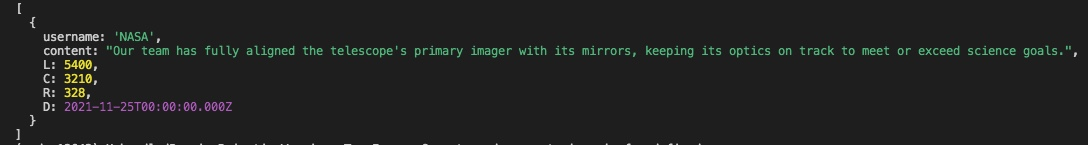 [
{
username: 'NASA',
content: "Our team has fully aligned the telescope's primary imager with its mirrors, keeping its optics on track to meet or exceed science goals.",
L: 5400,
C: 3210,
R: 328,
D: 2021-11-25T00:00:00.000Z
}
]